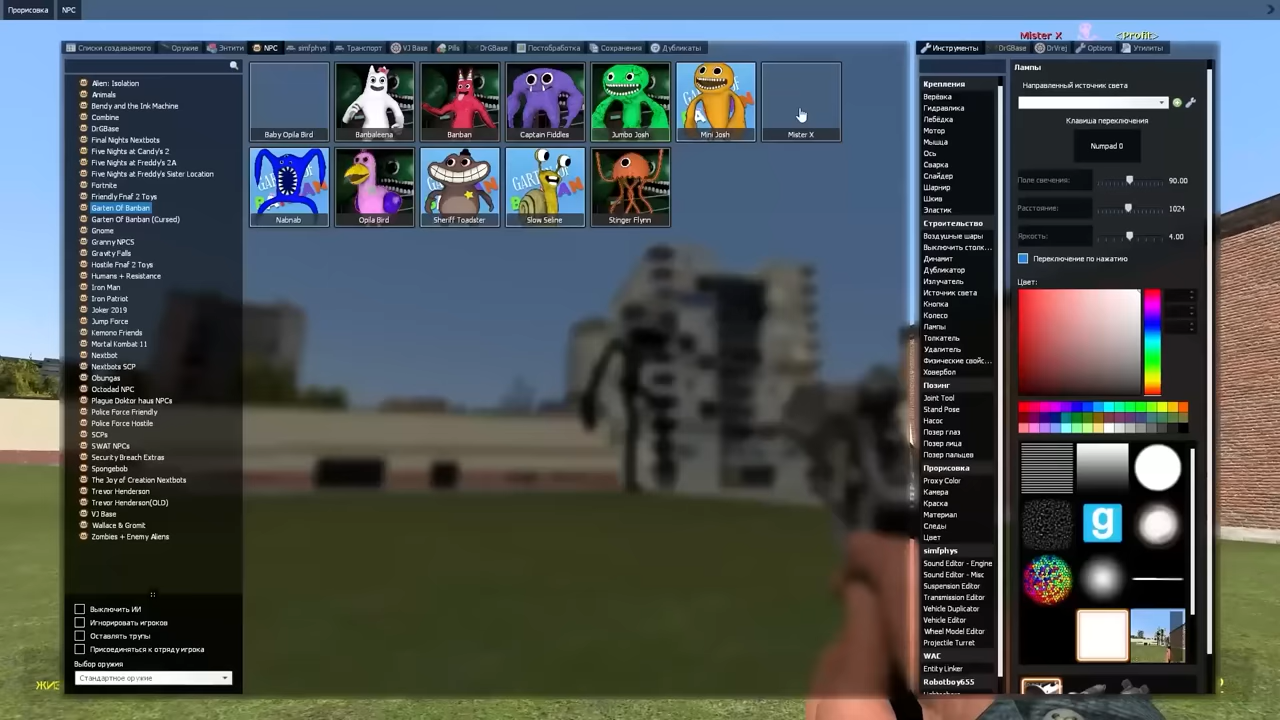 Прорисовка
NPC
Mister X
<Profit>
Списки создаваемого
Оружие
Энтити
NPC
simfphys
Транспорт
VJ Base
Pills
DrGBase
Постобработка
Сохранения
Дубликаты
Инструменты
DrGBase
DrVrej
Options
Утилиты
Alien: Isolation
Animals
Bendy and the Ink Machine
Combine
DrGBase
Final Nights Nextbots
Five Nights at Candy's 2
Five Nights at Freddy's 2A
Five Nights at Freddy's Sister Location
Fortnite
Friendly Fnaf 2 Toys
Garten Of Banban
Garten Of Banban (Cursed)
Gnome
Granny NPCS
Gravity Falls
Hostile Fnaf 2 Toys
Humans + Resistance
Iron Man
Iron Patriot
Joker 2019
Jump Force
Kemono Friends
Mortal Kombat 11
Nextbot
Nextbots SCP
Obungas
Octodad NPC
Plague Doktor haus NPCs
Police Force Friendly
Police Force Hostile
SCPs
SWAT NPCs
Security Breach Extras
Spongebob
The Joy of Creation Nextbots
Trevor Henderson
Trevor Henderson(OLD)
VJ Base
Wallace & Gromit
Zombies + Enemy Aliens
Выключить ИИ
Игнорировать игроков
Оставлять трупы
Присоединяться к отряду игрока
Выбор оружия
Стандартное оружие
Baby Opila Bird
Banbaleena
Banban
Captain Fiddles
Jumbo Josh
Mini Josh
Mister X
Nabnab
Opila Bird
Sheriff Toadster
Slow Seline
Stinger Flynn
Крепления
Верёвка
Гидравлика
Лебёдка
Мотор
Мышца
Ось
Сварка
Слайдер
Шарнир
Шкив
Эластик
Строительство
Воздушные шары
Выключить столк...
Динамит
Дубликатор
Излучатель
Источник света
Кнопка
Колесо
Лампы
Толкатель
Удалитель
Физические свойс...
Ховербол
Позинг
Joint Tool
Stand Pose
Насос
Позер глаз
Позер лица
Позер пальцев
Прорисовка
Proxy Color
Камера
Краска
Материал
Следы
Цвет
simfphys
Sound Editor - Engine
Sound Editor - Misc
Suspension Editor
Transmission Editor
Vehicle Duplicator
Vehicle Editor
Wheel Model Editor
Projectile Turret
WAC
Entity Linker
Robotboy655
Лампы
Направленный источник света
Клавиша переключения
Numpad 0
Поле свечения:
90.00
Расстояние:
1024
Яркость:
4.00
Переключение по нажатию
Цвет:
g